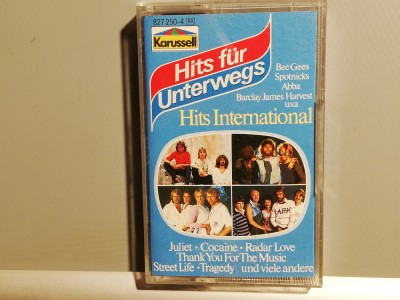 827 250-4
Karussell
Hits für
Unterwegs
Bee Gees
Spotnicks
Abba
Barclay James Harvest
u.v.a
Hits International
Juliet • Cocaine • Radar Love
Thank You For The Music
Street Life • Tragedy und viele andere